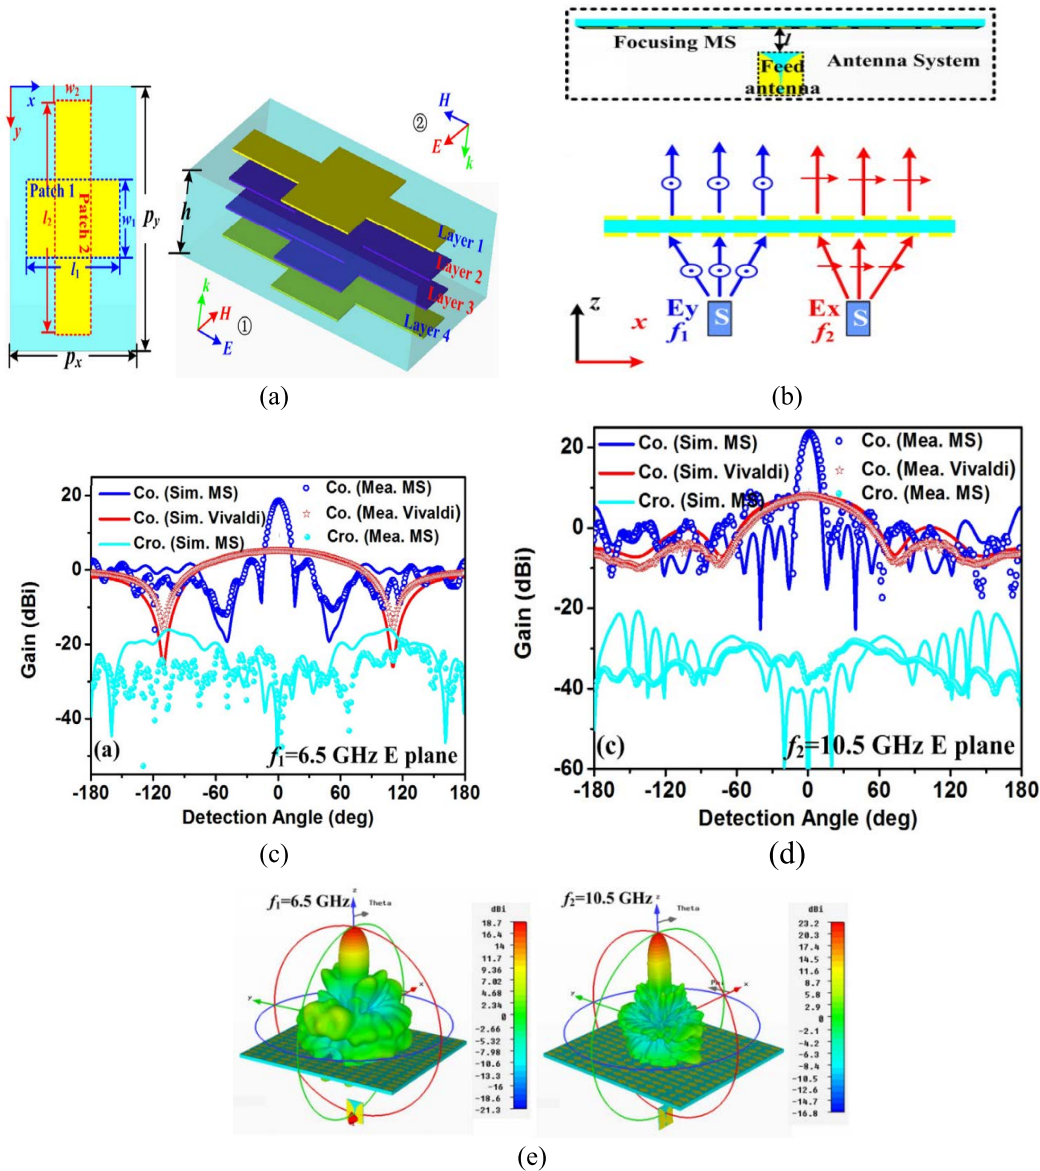 x
w₂
y
Patch 1
l₂
Patch 2
w₁
p_y
l₁
p_x
H
②
E
k
h
Layer 1
Layer 2
Layer 3
Layer 4
k
H
①
E
(a)
Focusing MS
l
Antenna System
Feed
antenna
z
x
Ey
f₁
S
Ex
f₂
S
(b)
Co. (Sim. MS)
Co. (Mea. MS)
Co. (Sim. Vivaldi)
Co. (Mea. Vivaldi)
Cro. (Sim. MS)
Cro. (Mea. MS)
20
0
-20
-40
Gain (dBi)
(a)
f₁=6.5 GHz E plane
-180 -120 -60 0 60 120 180
Detection Angle (deg)
(c)
Co. (Sim. MS)
Co. (Mea. MS)
Co. (Sim. Vivaldi)
Co. (Mea. Vivaldi)
Cro. (Sim. MS)
Cro. (Mea. MS)
20
0
-20
-40
-60
Gain (dBi)
(c)
f₂=10.5 GHz E plane
-180 -120 -60 0 60 120 180
Detection Angle (deg)
(d)
f₁=6.5 GHz
z
Theta
x
y
dBi
18.7
16.4
14
11.7
9.36
7.02
4.68
2.34
0
-2.66
-5.32
-7.98
-10.6
-13.3
-16
-18.6
-21.3
f₂=10.5 GHz
z
Theta
x
y
dBi
23.2
20.3
17.4
14.5
11.6
8.7
5.8
2.9
0
-2.1
-4.2
-6.3
-8.4
-10.5
-12.6
-14.7
-16.8
(e)